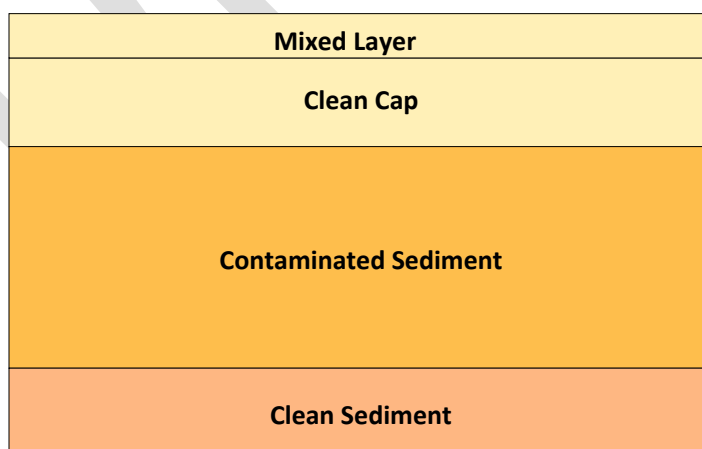 Mixed Layer
Clean Cap
Contaminated Sediment
Clean Sediment